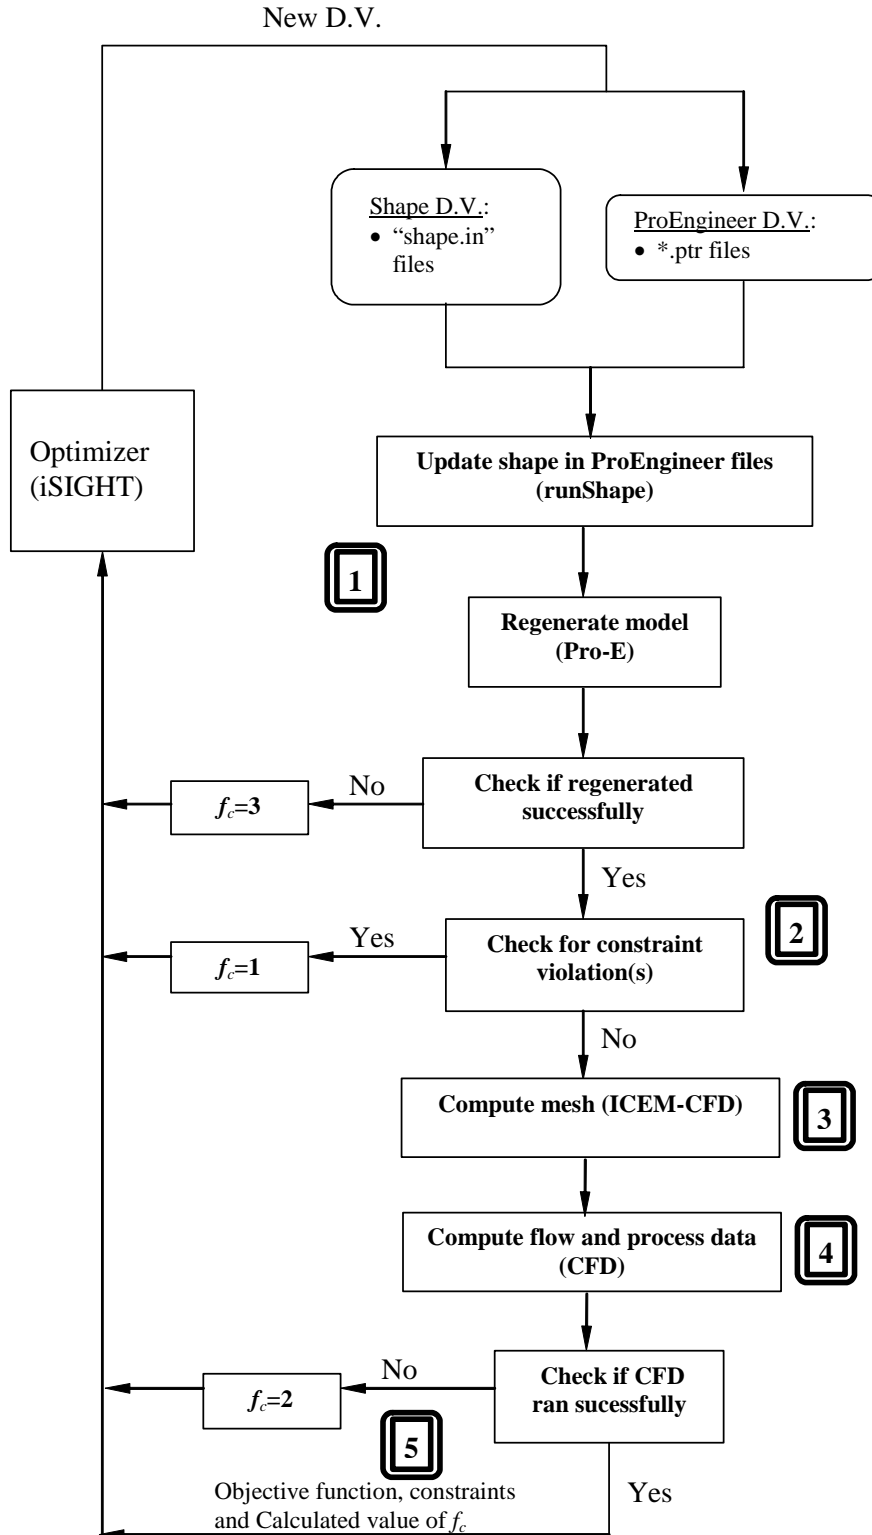 New D.V.
Shape D.V.:
• “shape.in”
files
ProEngineer D.V.:
• *.ptr files
Optimizer
(iSIGHT)
Update shape in ProEngineer files
(runShape)
1
Regenerate model
(Pro-E)
No
Check if regenerated
successfully
f_c=3
Yes
2
Yes
Check for constraint
violation(s)
f_c=1
No
Compute mesh (ICEM-CFD)
3
Compute flow and process data
(CFD)
4
No
Check if CFD
ran sucessfully
f_c=2
5
Objective function, constraints
and Calculated value of f_c
Yes